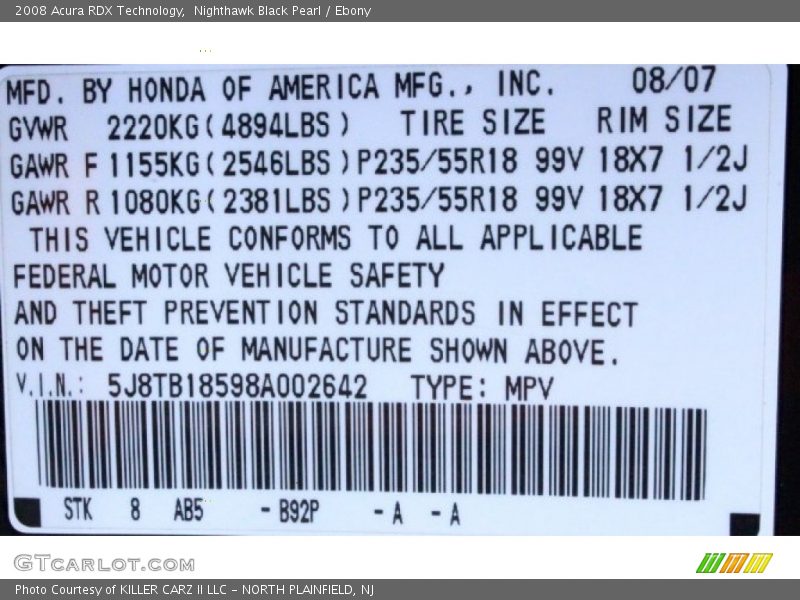 2008 Acura RDX Technology,  Nighthawk Black Pearl / Ebony
MFD. BY HONDA OF AMERICA MFG., INC. 08/07
GVWR 2220KG(4894LBS) TIRE SIZE RIM SIZE
GAWR F 1155KG(2546LBS)P235/55R18 99V 18X7 1/2J
GAWR R 1080KG(2381LBS)P235/55R18 99V 18X7 1/2J
THIS VEHICLE CONFORMS TO ALL APPLICABLE
FEDERAL MOTOR VEHICLE SAFETY
AND THEFT PREVENTION STANDARDS IN EFFECT
ON THE DATE OF MANUFACTURE SHOWN ABOVE.
V.I.N.: 5J8TB18598A002642 TYPE: MPV
STK 8 AB5 -B92P -A -A
GTCARLOT.COM
Photo Courtesy of KILLER CARZ II LLC - NORTH PLAINFIELD, NJ